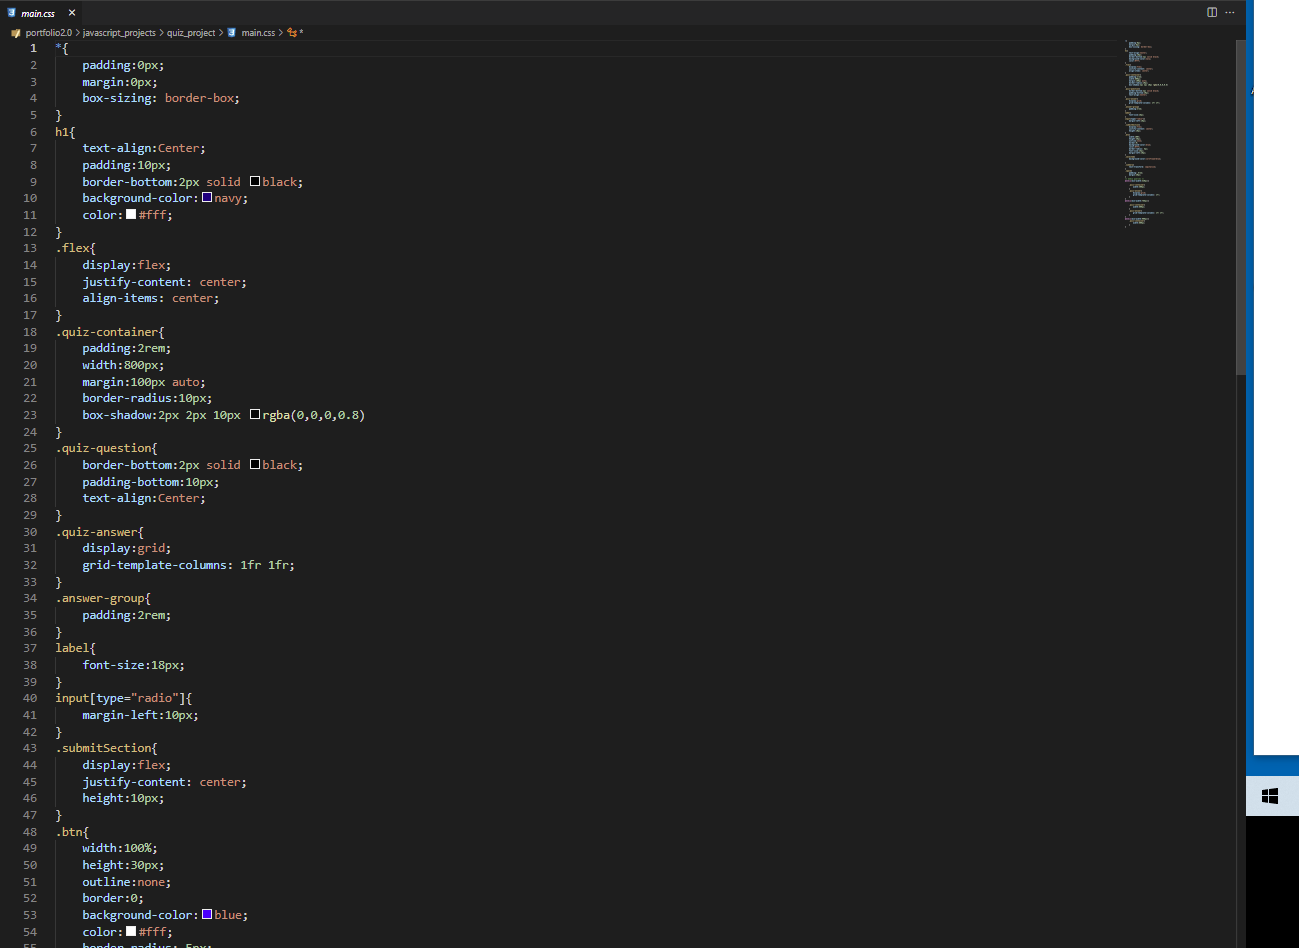 main.css ×
portfolio2.0 > javascript_projects > quiz_project > main.css > *
1 *{
2 padding:0px;
3 margin:0px;
4 box-sizing: border-box;
5 }
6 h1{
7 text-align:Center;
8 padding:10px;
9 border-bottom:2px solid black;
10 background-color:navy;
11 color:#fff;
12 }
13 .flex{
14 display:flex;
15 justify-content: center;
16 align-items: center;
17 }
18 .quiz-container{
19 padding:2rem;
20 width:800px;
21 margin:100px auto;
22 border-radius:10px;
23 box-shadow:2px 2px 10px rgba(0,0,0,0.8)
24 }
25 .quiz-question{
26 border-bottom:2px solid black;
27 padding-bottom:10px;
28 text-align:Center;
29 }
30 .quiz-answer{
31 display:grid;
32 grid-template-columns: 1fr 1fr;
33 }
34 .answer-group{
35 padding:2rem;
36 }
37 label{
38 font-size:18px;
39 }
40 input[type="radio"]{
41 margin-left:10px;
42 }
43 .submitSection{
44 display:flex;
45 justify-content: center;
46 height:10px;
47 }
48 .btn{
49 width:100%;
50 height:30px;
51 outline:none;
52 border:0;
53 background-color:blue;
54 color:#fff;
55 border-radius: 5px;